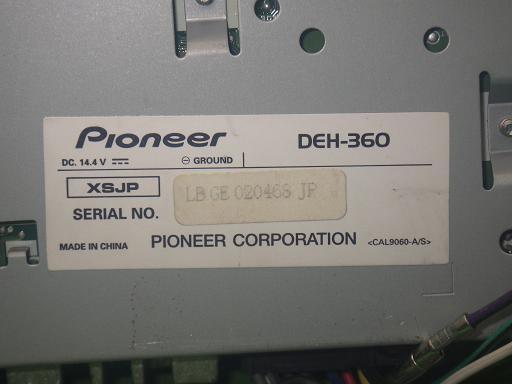 Pioneer DEH-360
DC. 14.4 V ⎓ ⊖ GROUND
XSJP
SERIAL NO. LB GE 020468 JP
MADE IN CHINA PIONEER CORPORATION <CAL9060-A/S>